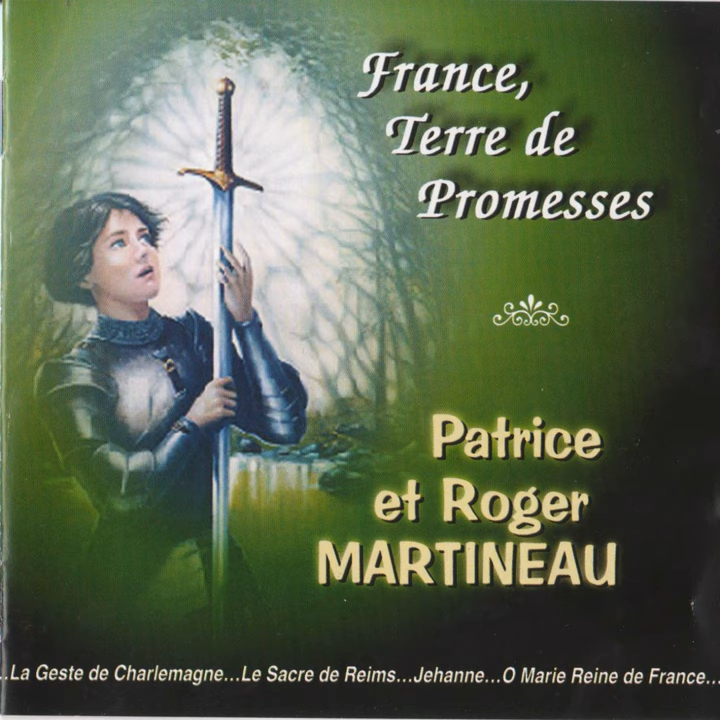 France,
Terre de
Promesses
Patrice
et Roger
MARTINEAU
...La Geste de Charlemagne...Le Sacre de Reims...Jehanne...O Marie Reine de France...